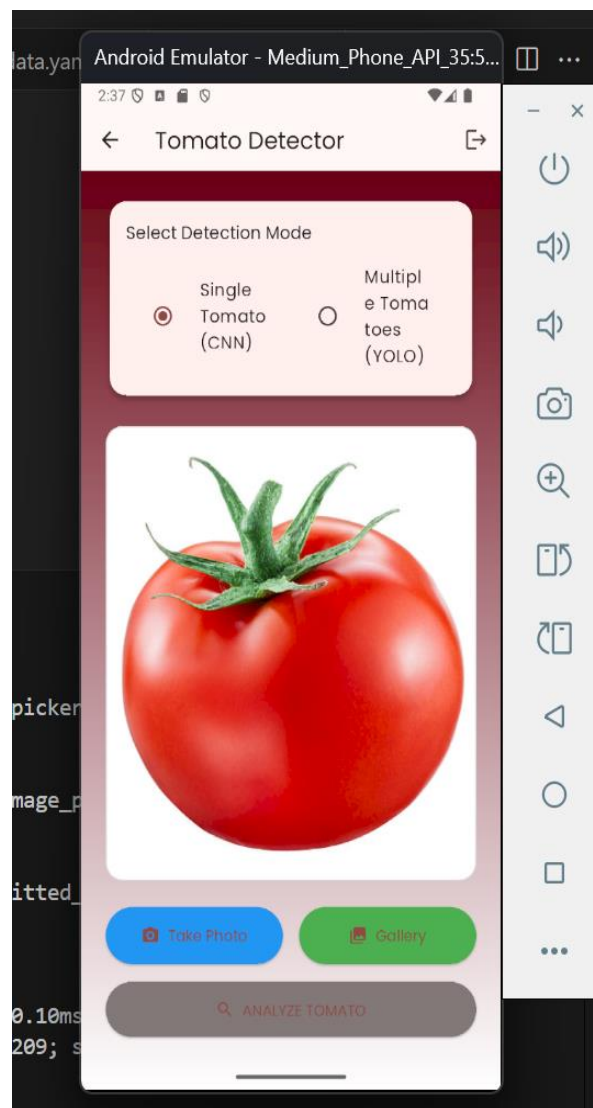 data.yan
Android Emulator - Medium_Phone_API_35:5...
2:37
Tomato Detector
Select Detection Mode
Single
Tomato
(CNN)
Multipl
e Toma
toes
(YOLO)
picker
mage_p
itted_
Take Photo
Gallery
ANALYZE TOMATO
0.10ms
209; s